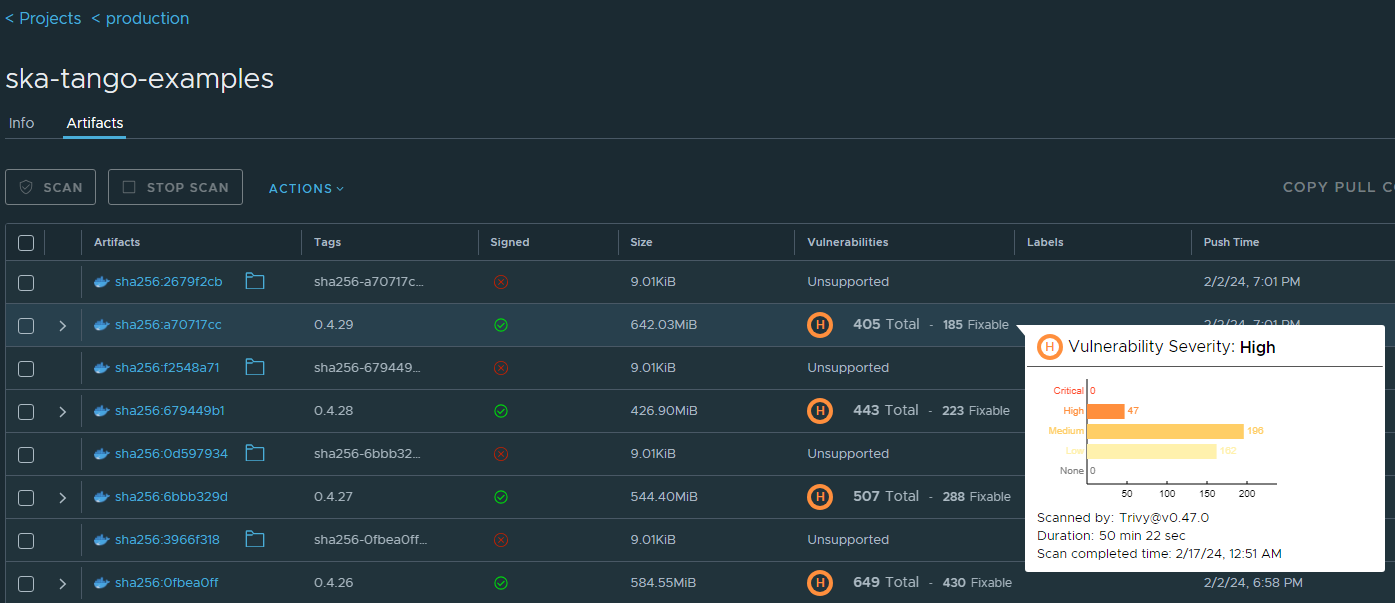 < Projects < production
ska-tango-examples
Info Artifacts
SCAN STOP SCAN ACTIONS COPY PULL C
Artifacts Tags Signed Size Vulnerabilities Labels Push Time
sha256:2679f2cb sha256-a70717c... 9.01KiB Unsupported 2/2/24, 7:01 PM
sha256:a70717cc 0.4.29 642.03MiB H 405 Total - 185 Fixable 2/2/24, 7:01 PM
sha256:f2548a71 sha256-679449... 9.01KiB Unsupported
sha256:679449b1 0.4.28 426.90MiB H 443 Total - 223 Fixable
sha256:0d597934 sha256-6bbb32... 9.01KiB Unsupported
sha256:6bbb329d 0.4.27 544.40MiB H 507 Total - 288 Fixable
sha256:3966f318 sha256-0fbea0ff... 9.01KiB Unsupported
sha256:0fbea0ff 0.4.26 584.55MiB H 649 Total - 430 Fixable 2/2/24, 6:58 PM
H Vulnerability Severity: High
Critical 0
High 47
Medium 196
Low 162
None 0
50 100 150 200
Scanned by: Trivy@v0.47.0
Duration: 50 min 22 sec
Scan completed time: 2/17/24, 12:51 AM